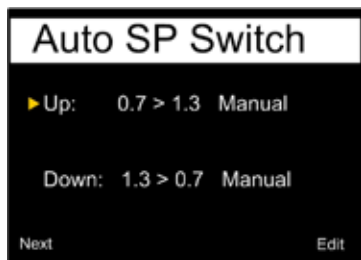 Auto SP Switch
Up: 0.7 > 1.3 Manual
Down: 1.3 > 0.7 Manual
Next Edit